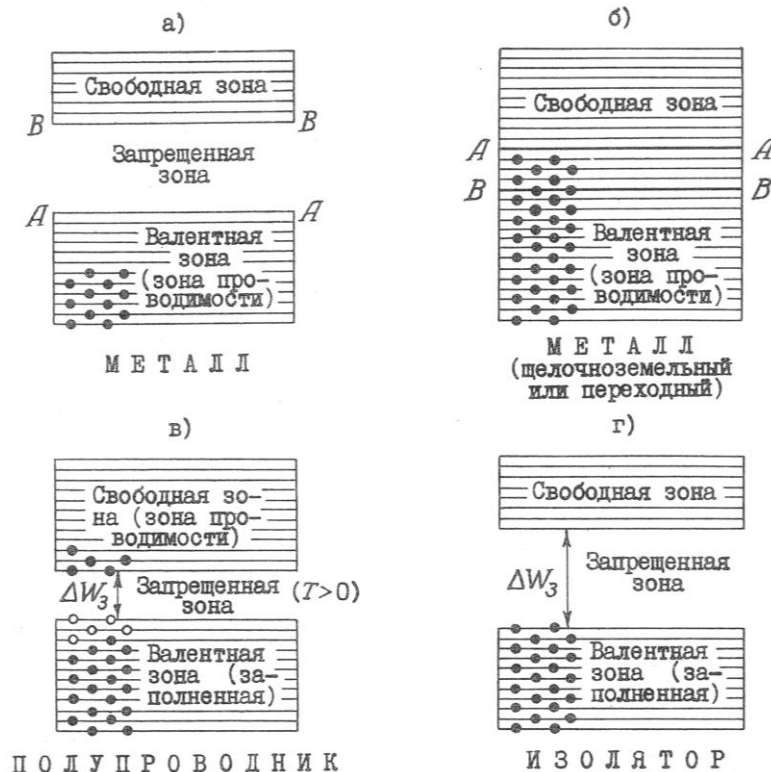 а)
Свободная зона
B B
Запрещенная
зона
A A
Валентная
зона
(зона про-
водимости)
МЕТАЛЛ
б)
Свободная зона
A A
B B
Валентная
зона
(зона про-
водимости)
МЕТАЛЛ
(щелочноземельный
или переходный)
в)
Свободная зо-
на (зона про-
водимости)
ΔW₃ Запрещенная (T>0)
зона
Валентная
зона (за-
полненная)
ПОЛУПРОВОДНИК
г)
Свободная зона
ΔW₃ Запрещенная
зона
Валентная
зона (за-
полненная)
ИЗОЛЯТОР